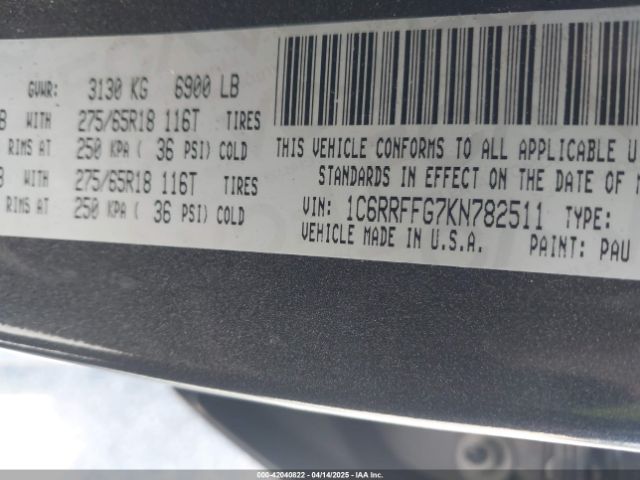 GVWR: 3130 KG 6900 LB
B WITH 275/65R18 116T TIRES
RIMS AT 250 KPA ( 36 PSI) COLD
B WITH 275/65R18 116T TIRES
RIMS AT 250 KPA ( 36 PSI) COLD
THIS VEHICLE CONFORMS TO ALL APPLICABLE U
STANDARDS IN EFFECT ON THE DATE OF M
VIN: 1C6RRFFG7KN782511 TYPE:
VEHICLE MADE IN U.S.A. PAINT: PAU
000-42040822 - 04/14/2025 - IAA Inc.